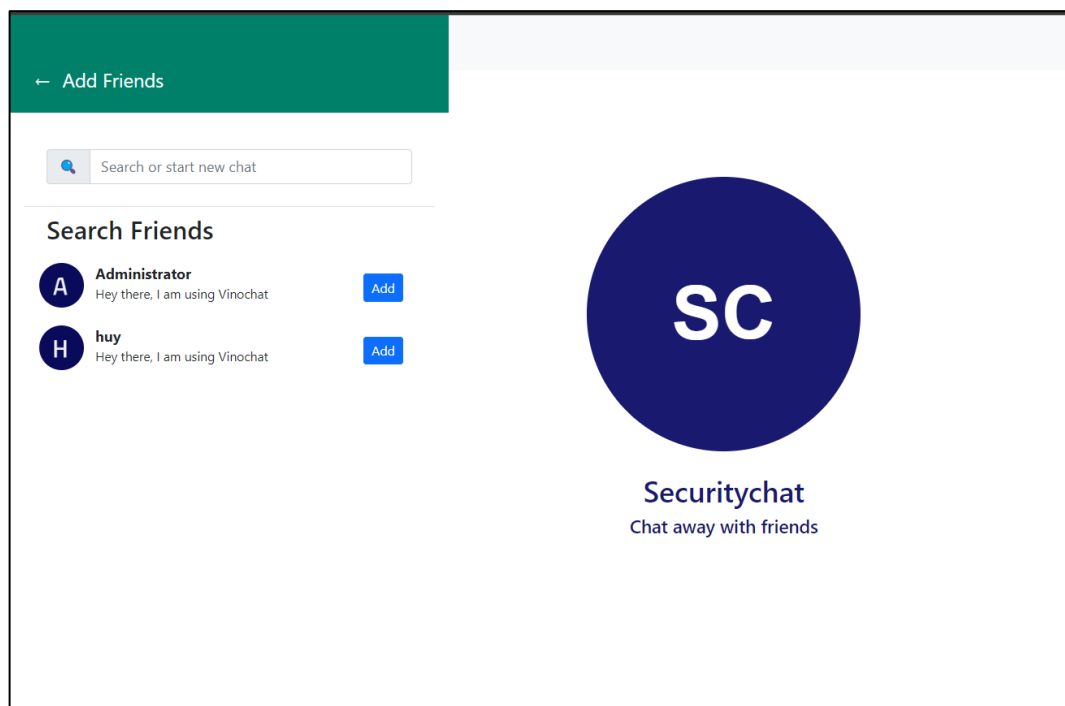 ← Add Friends
Search or start new chat
Search Friends
A
Administrator
Hey there, I am using Vinochat
Add
H
huy
Hey there, I am using Vinochat
Add
SC
Securitychat
Chat away with friends